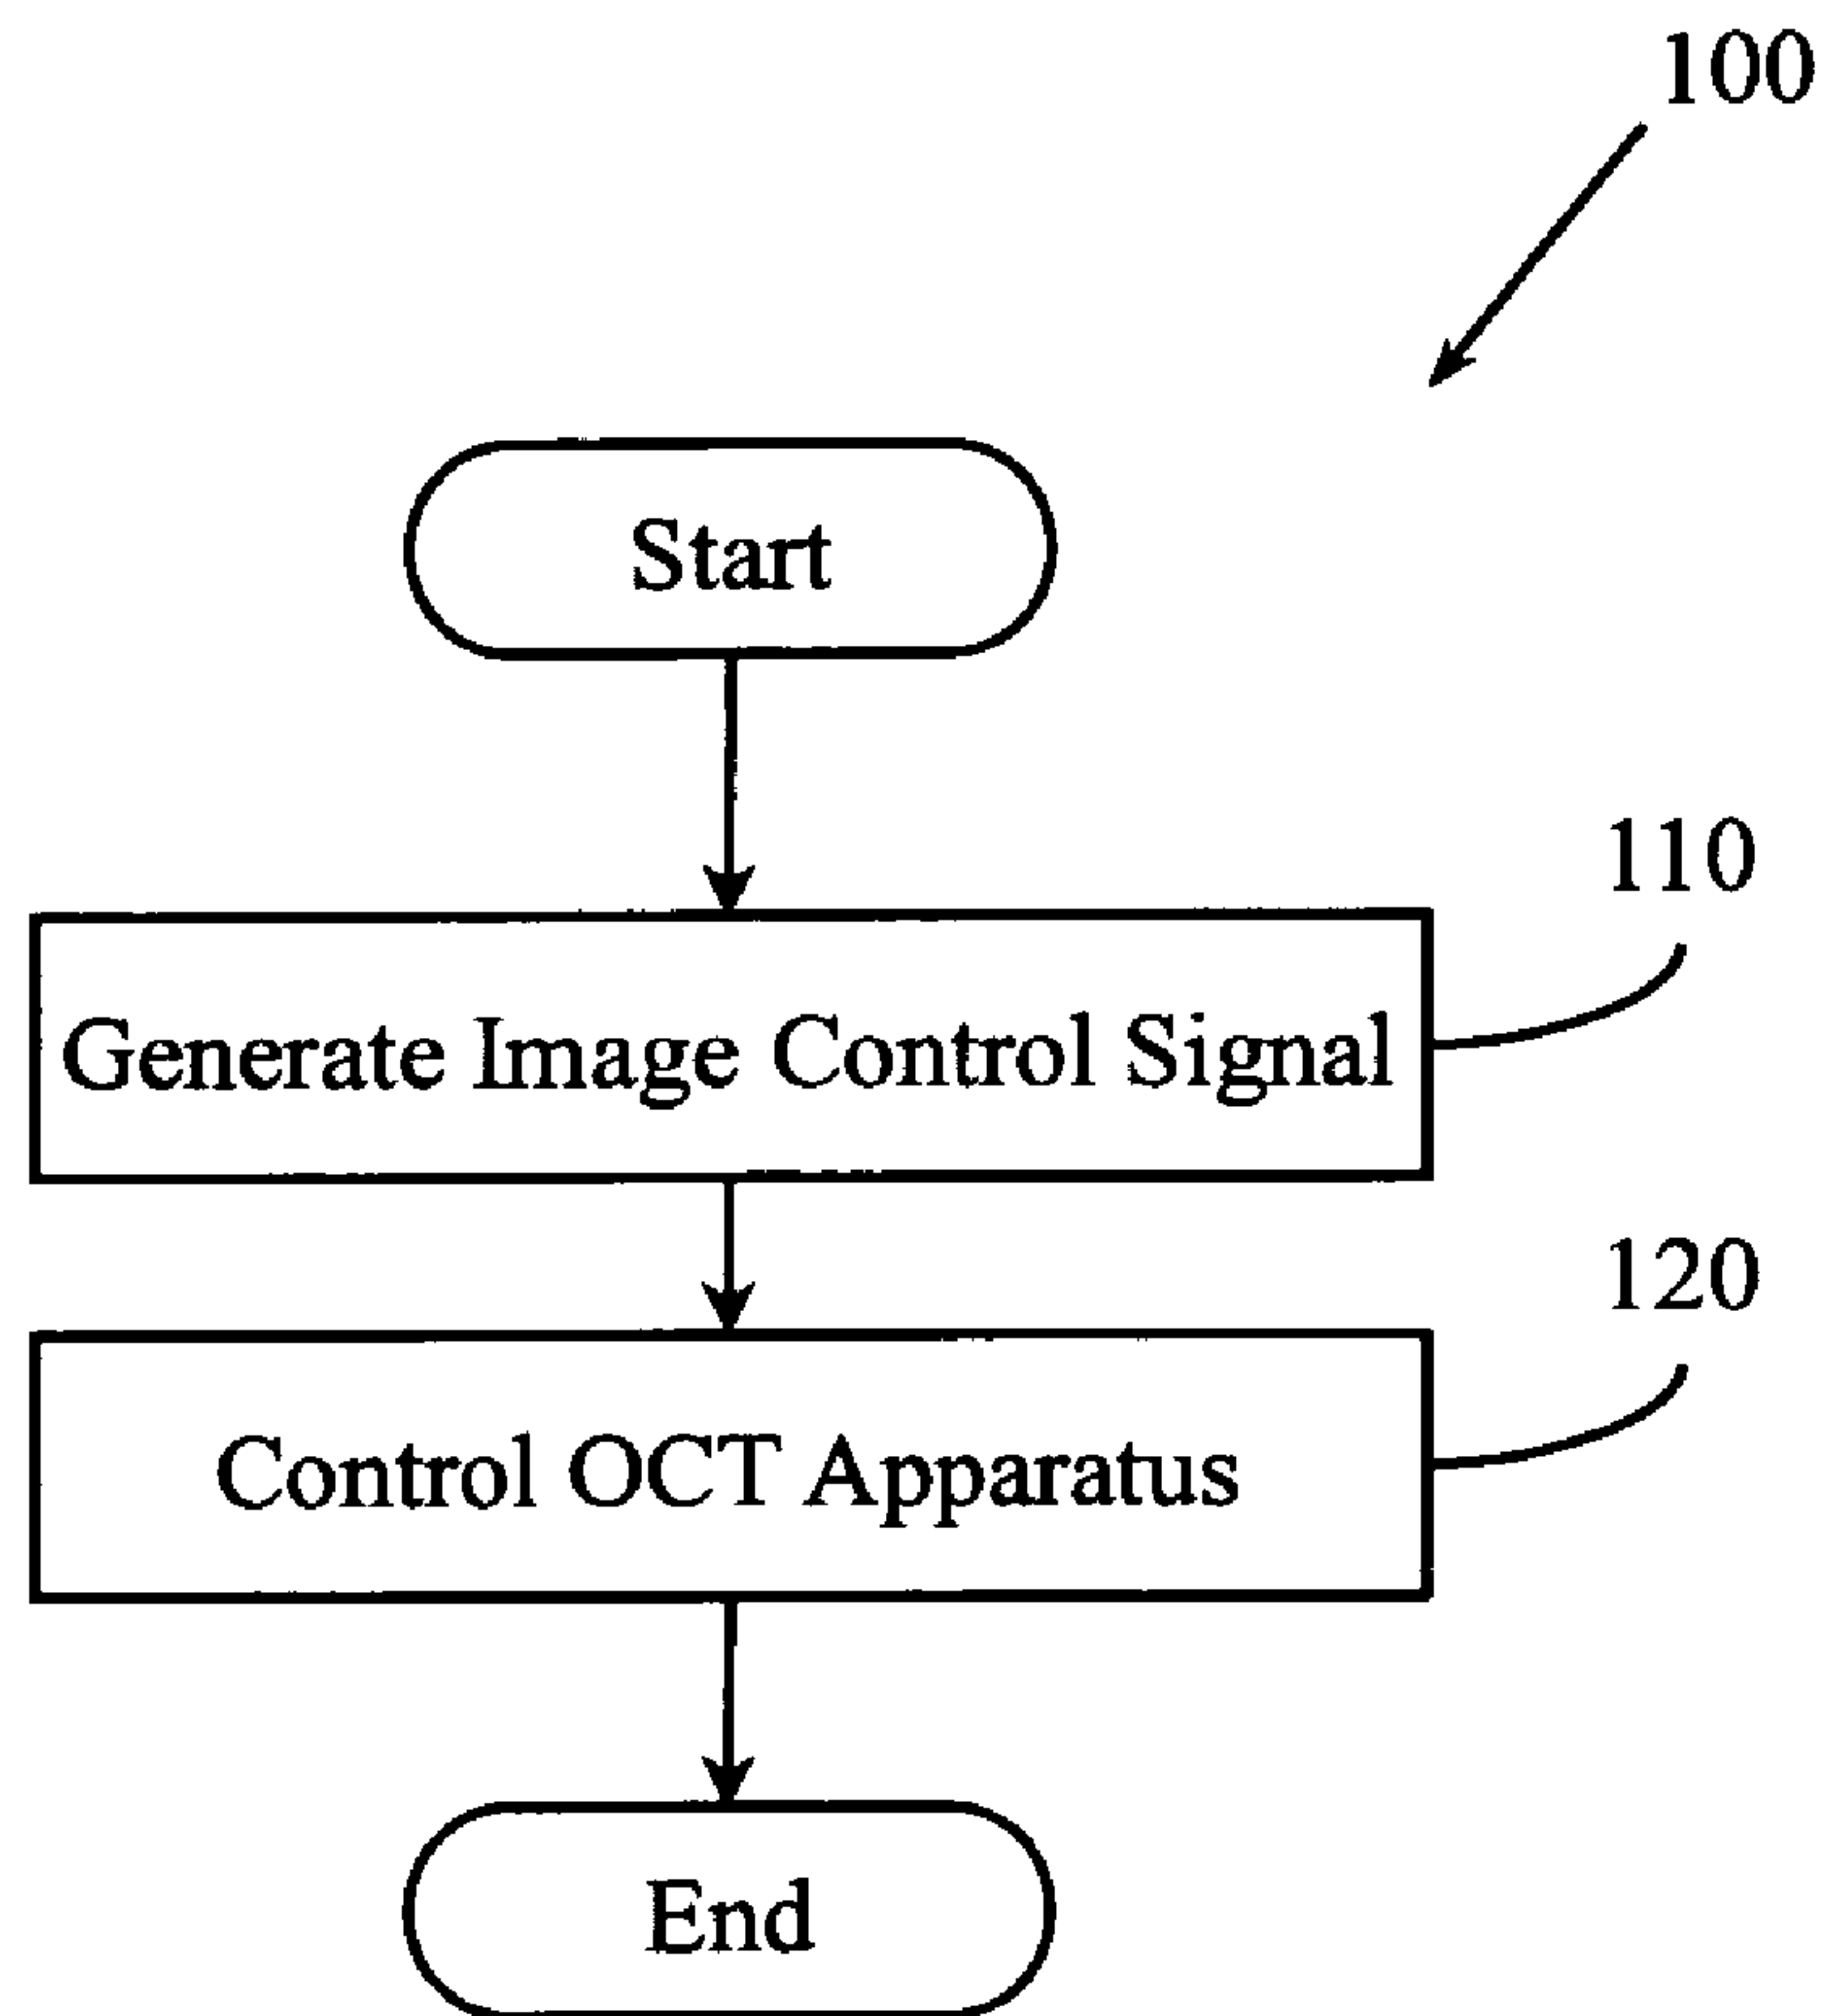 100
Start
110
Generate Image Control Signal
120
Control OCT Apparatus
End